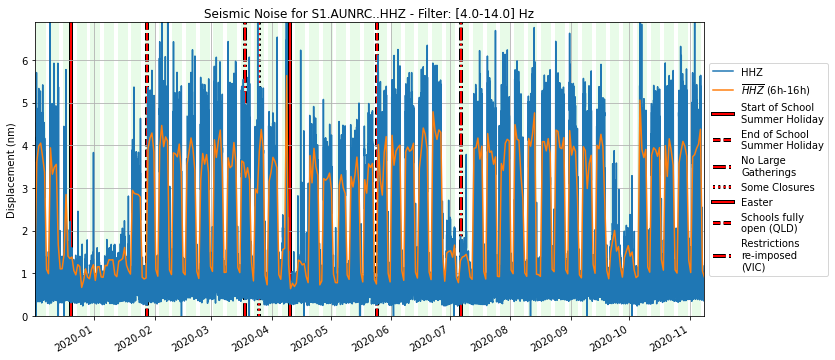 Seismic Noise for S1.AUNRC..HHZ - Filter: [4.0-14.0] Hz
Displacement (nm)
6
5
4
3
2
1
0
2020-01
2020-02
2020-03
2020-04
2020-05
2020-06
2020-07
2020-08
2020-09
2020-10
2020-11
HHZ
HHZ (6h-16h)
Start of School
Summer Holiday
End of School
Summer Holiday
No Large
Gatherings
Some Closures
Easter
Schools fully
open (QLD)
Restrictions
re-imposed
(VIC)